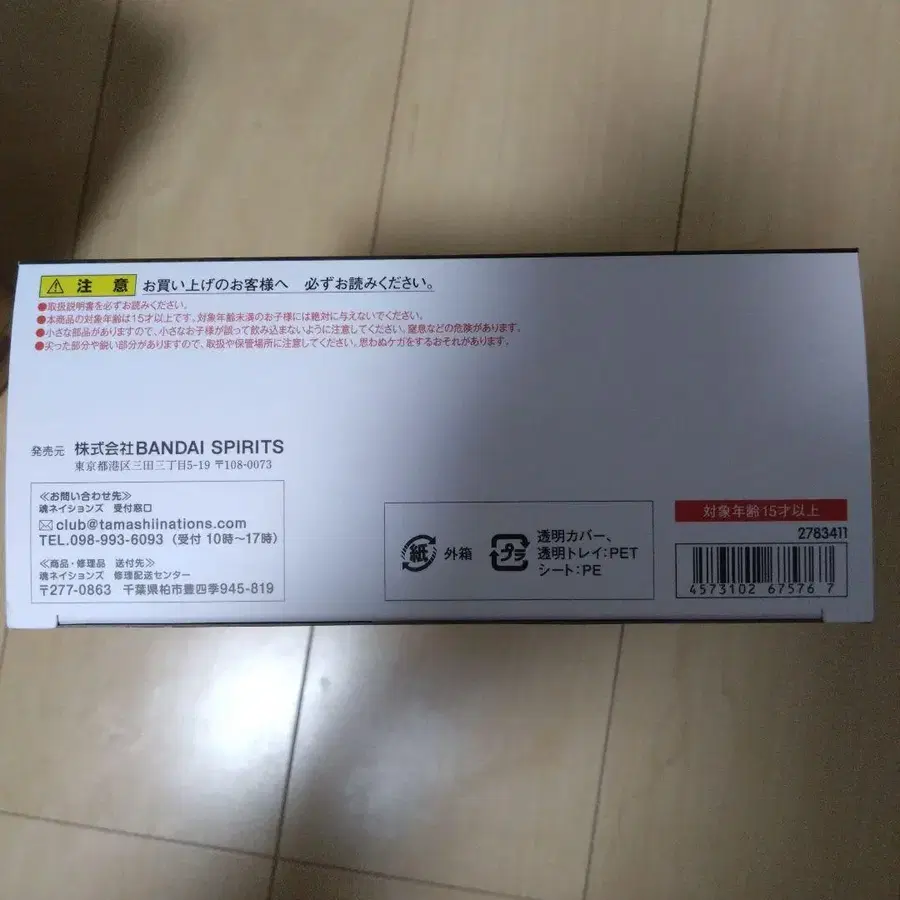 ⚠ 注 意 お買い上げのお客様へ 必ずお読みください。
●取扱説明書を必ずお読みください。
●本商品の対象年齢は15才以上です、対象年齢未満のお子様には絶対に与えないでください。
●小さな部品がありますので、小さなお子様が誤って飲み込まないように注意してください。窒息などの危険があります。
●尖った部分や鋭い部分がありますので、取扱や保管場所に注意してください。思わぬケガをするおそれがあります。
発売元 株式会社BANDAI SPIRITS
東京都港区三田三丁目5-19 〒108-0073
≪お問い合わせ先≫
魂ネイションズ 受付窓口
✉club@tamashiinations.com
TEL.098-993-6093 (受付 10時〜17時)
≪商品・修理品 送付先≫
魂ネイションズ 修理配送センター
〒277-0863 千葉県柏市豊四季945-819
紙 外箱
プラ 透明カバー、
透明トレイ:PET
シート:PE
対象年齢15才以上
2783411
4573102 67576 7